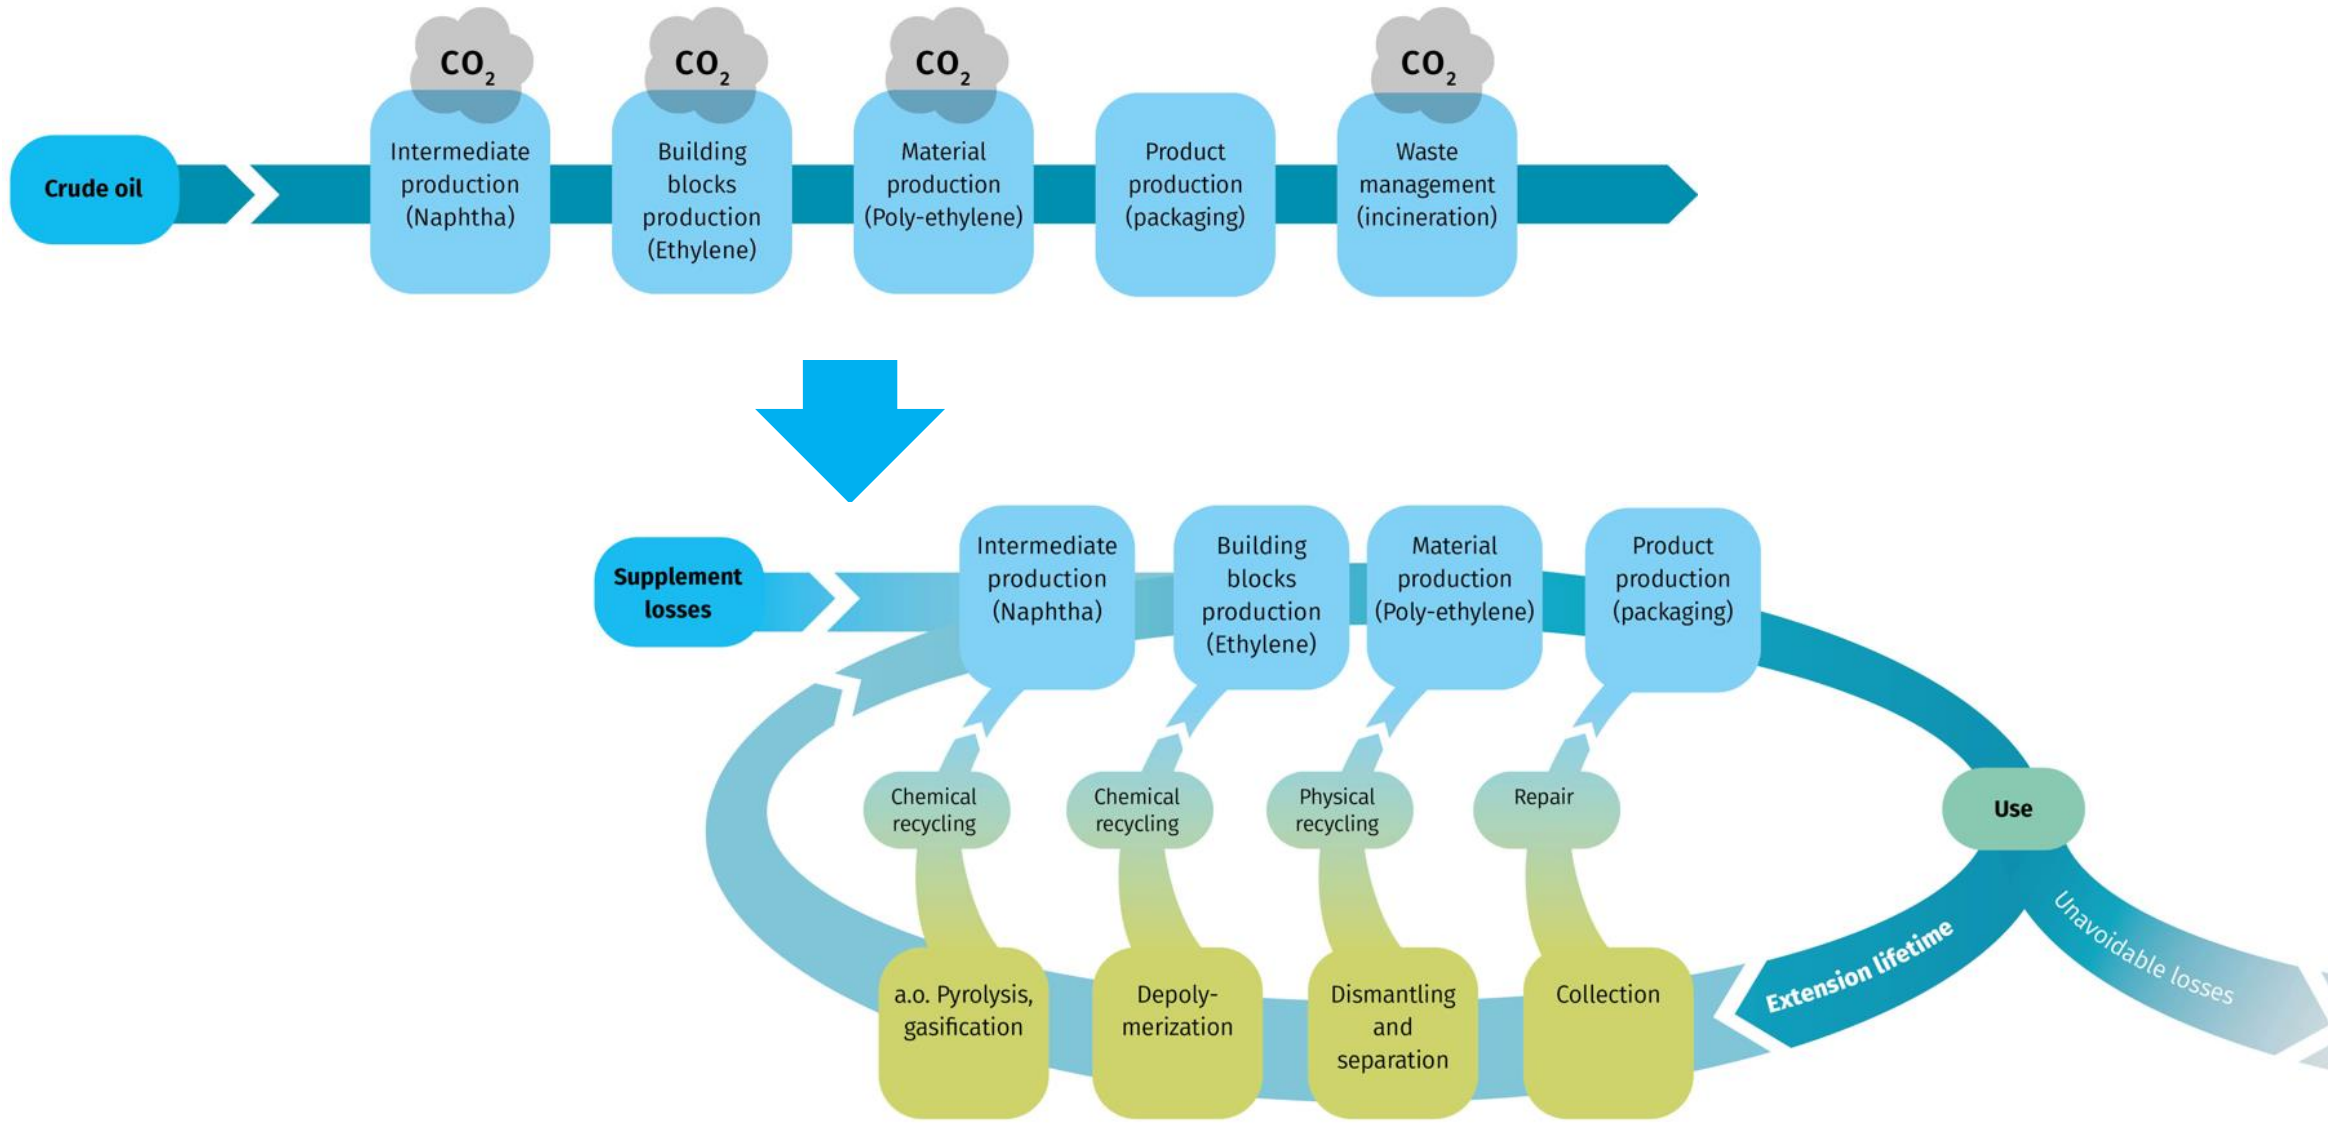 CO2
CO2
CO2
CO2
Crude oil
Intermediate
production
(Naphtha)
Building
blocks
production
(Ethylene)
Material
production
(Poly-ethylene)
Product
production
(packaging)
Waste
management
(incineration)
Supplement
losses
Intermediate
production
(Naphtha)
Building
blocks
production
(Ethylene)
Material
production
(Poly-ethylene)
Product
production
(packaging)
Chemical
recycling
Chemical
recycling
Physical
recycling
Repair
Use
a.o. Pyrolysis,
gasification
Depoly-
merization
Dismantling
and
separation
Collection
Extension lifetime
Unavoidable losses